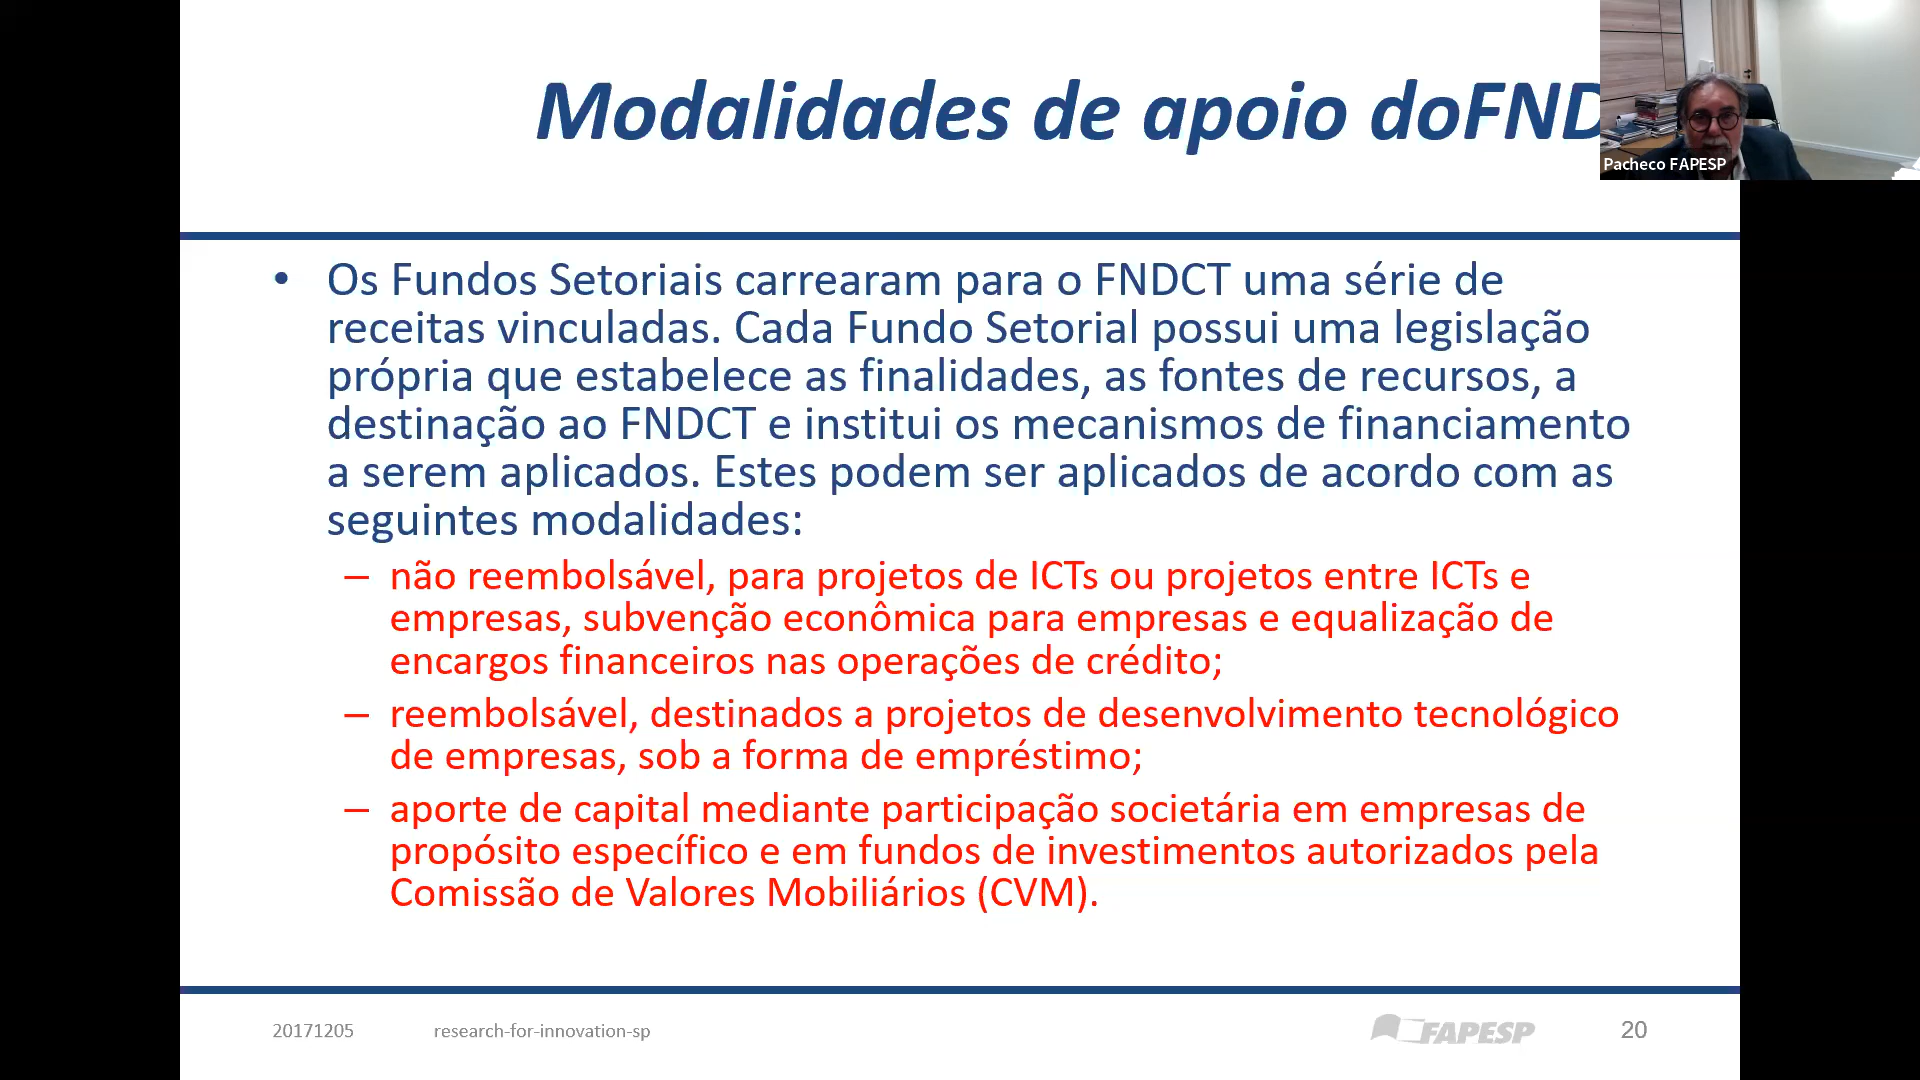 Modalidades de apoio doFND
Pacheco FAPESP
• Os Fundos Setoriais carrearam para o FNDCT uma série de
receitas vinculadas. Cada Fundo Setorial possui uma legislação
própria que estabelece as finalidades, as fontes de recursos, a
destinação ao FNDCT e institui os mecanismos de financiamento
a serem aplicados. Estes podem ser aplicados de acordo com as
seguintes modalidades:
– não reembolsável, para projetos de ICTs ou projetos entre ICTs e
empresas, subvenção econômica para empresas e equalização de
encargos financeiros nas operações de crédito;
– reembolsável, destinados a projetos de desenvolvimento tecnológico
de empresas, sob a forma de empréstimo;
– aporte de capital mediante participação societária em empresas de
propósito específico e em fundos de investimentos autorizados pela
Comissão de Valores Mobiliários (CVM).
20171205 research-for-innovation-sp FAPESP 20